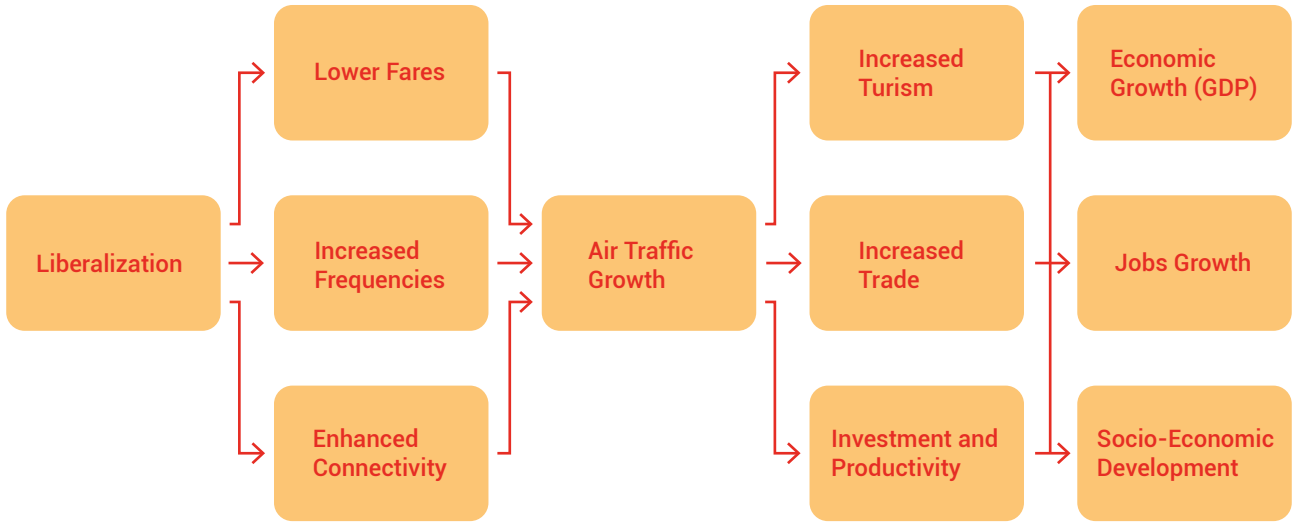 Lower Fares
Increased
Turism
Economic
Growth (GDP)
Liberalization
Increased
Frequencies
Air Traffic
Growth
Increased
Trade
Jobs Growth
Enhanced
Connectivity
Investment and
Productivity
Socio-Economic
Development